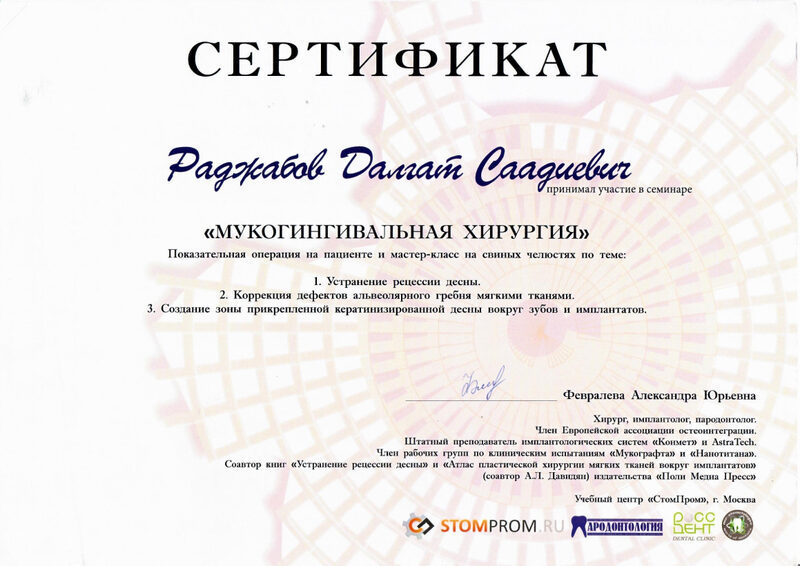 СЕРТИФИКАТ
Раджабов Далгат Саадиевич
принимал участие в семинаре
«МУКОГИНГИВАЛЬНАЯ ХИРУРГИЯ»
Показательная операция на пациенте и мастер-класс на свиных челюстях по теме:
1. Устранение рецессии десны.
2. Коррекция дефектов альвеолярного гребня мягкими тканями.
3. Создание зоны прикрепленной кератинизированной десны вокруг зубов и имплантатов.
Февралева Александра Юрьевна
Хирург, имплантолог, пародонтолог.
Член Европейской ассоциации остеоинтеграции.
Штатный преподаватель имплантологических систем «Конмет» и AstraTech.
Член рабочих групп по клиническим испытаниям «Мукографта» и «Нанотитана».
Соавтор книг «Устранение рецессии десны» и «Атлас пластической хирургии мягких тканей вокруг имплантатов»
(соавтор А.Л. Давидян) издательства «Поли Медиа Пресс»
Учебный центр «СтомПром», г. Москва
STOMPROM.RU
ПАРОДОНТОЛОГИЯ
РОСС
ДЕНТ
DENTAL CLINIC